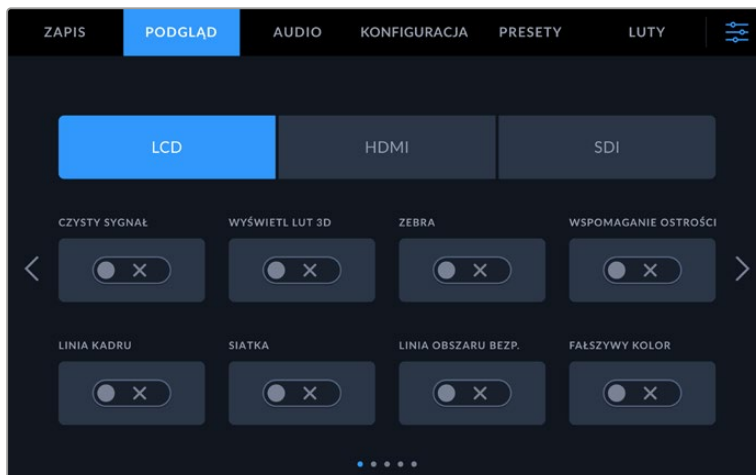 ZAPIS PODGLĄD AUDIO KONFIGURACJA PRESETY LUTY
LCD HDMI SDI
CZYSTY SYGNAŁ WYŚWIETL LUT 3D ZEBRA WSPOMAGANIE OSTROŚCI
LINIA KADRU SIATKA LINIA OBSZARU BEZP. FAŁSZYWY KOLOR